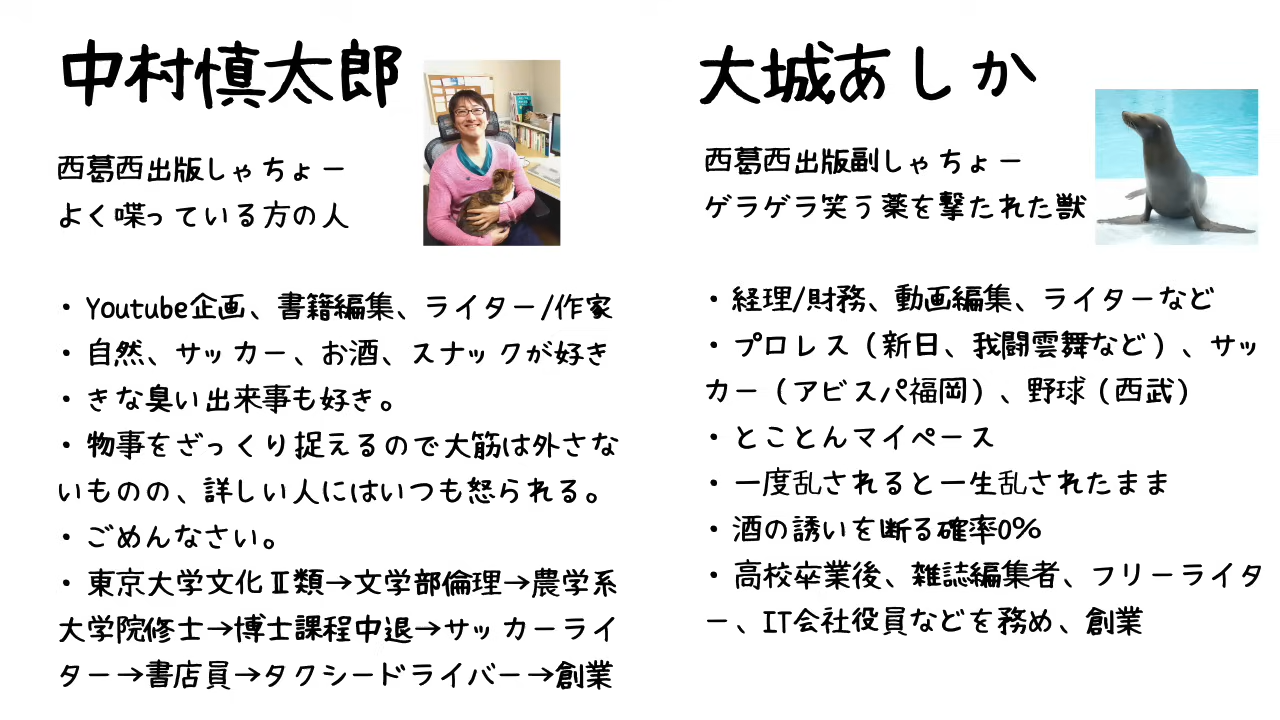 中村慎太郎
西葛西出版しゃちょー
よく喋っている方の人
・Youtube企画、書籍編集、ライター/作家
・自然、サッカー、お酒、スナックが好き
・きな臭い出来事も好き。
・物事をざっくり捉えるので大筋は外さな
いものの、詳しい人にはいつも怒られる。
・ごめんなさい。
・東京大学文化Ⅱ類→文学部倫理→農学系
大学院修士→博士課程中退→サッカーライ
ター→書店員→タクシードライバー→創業
大城あしか
西葛西出版副しゃちょー
ゲラゲラ笑う薬を撃たれた獣
・経理/財務、動画編集、ライターなど
・プロレス（新日、我闘雲舞など）、サッ
カー（アビスパ福岡）、野球（西武）
・とことんマイペース
・一度乱されると一生乱されたまま
・酒の誘いを断る確率0%
・高校卒業後、雑誌編集者、フリーライタ
ー、IT会社役員などを務め、創業